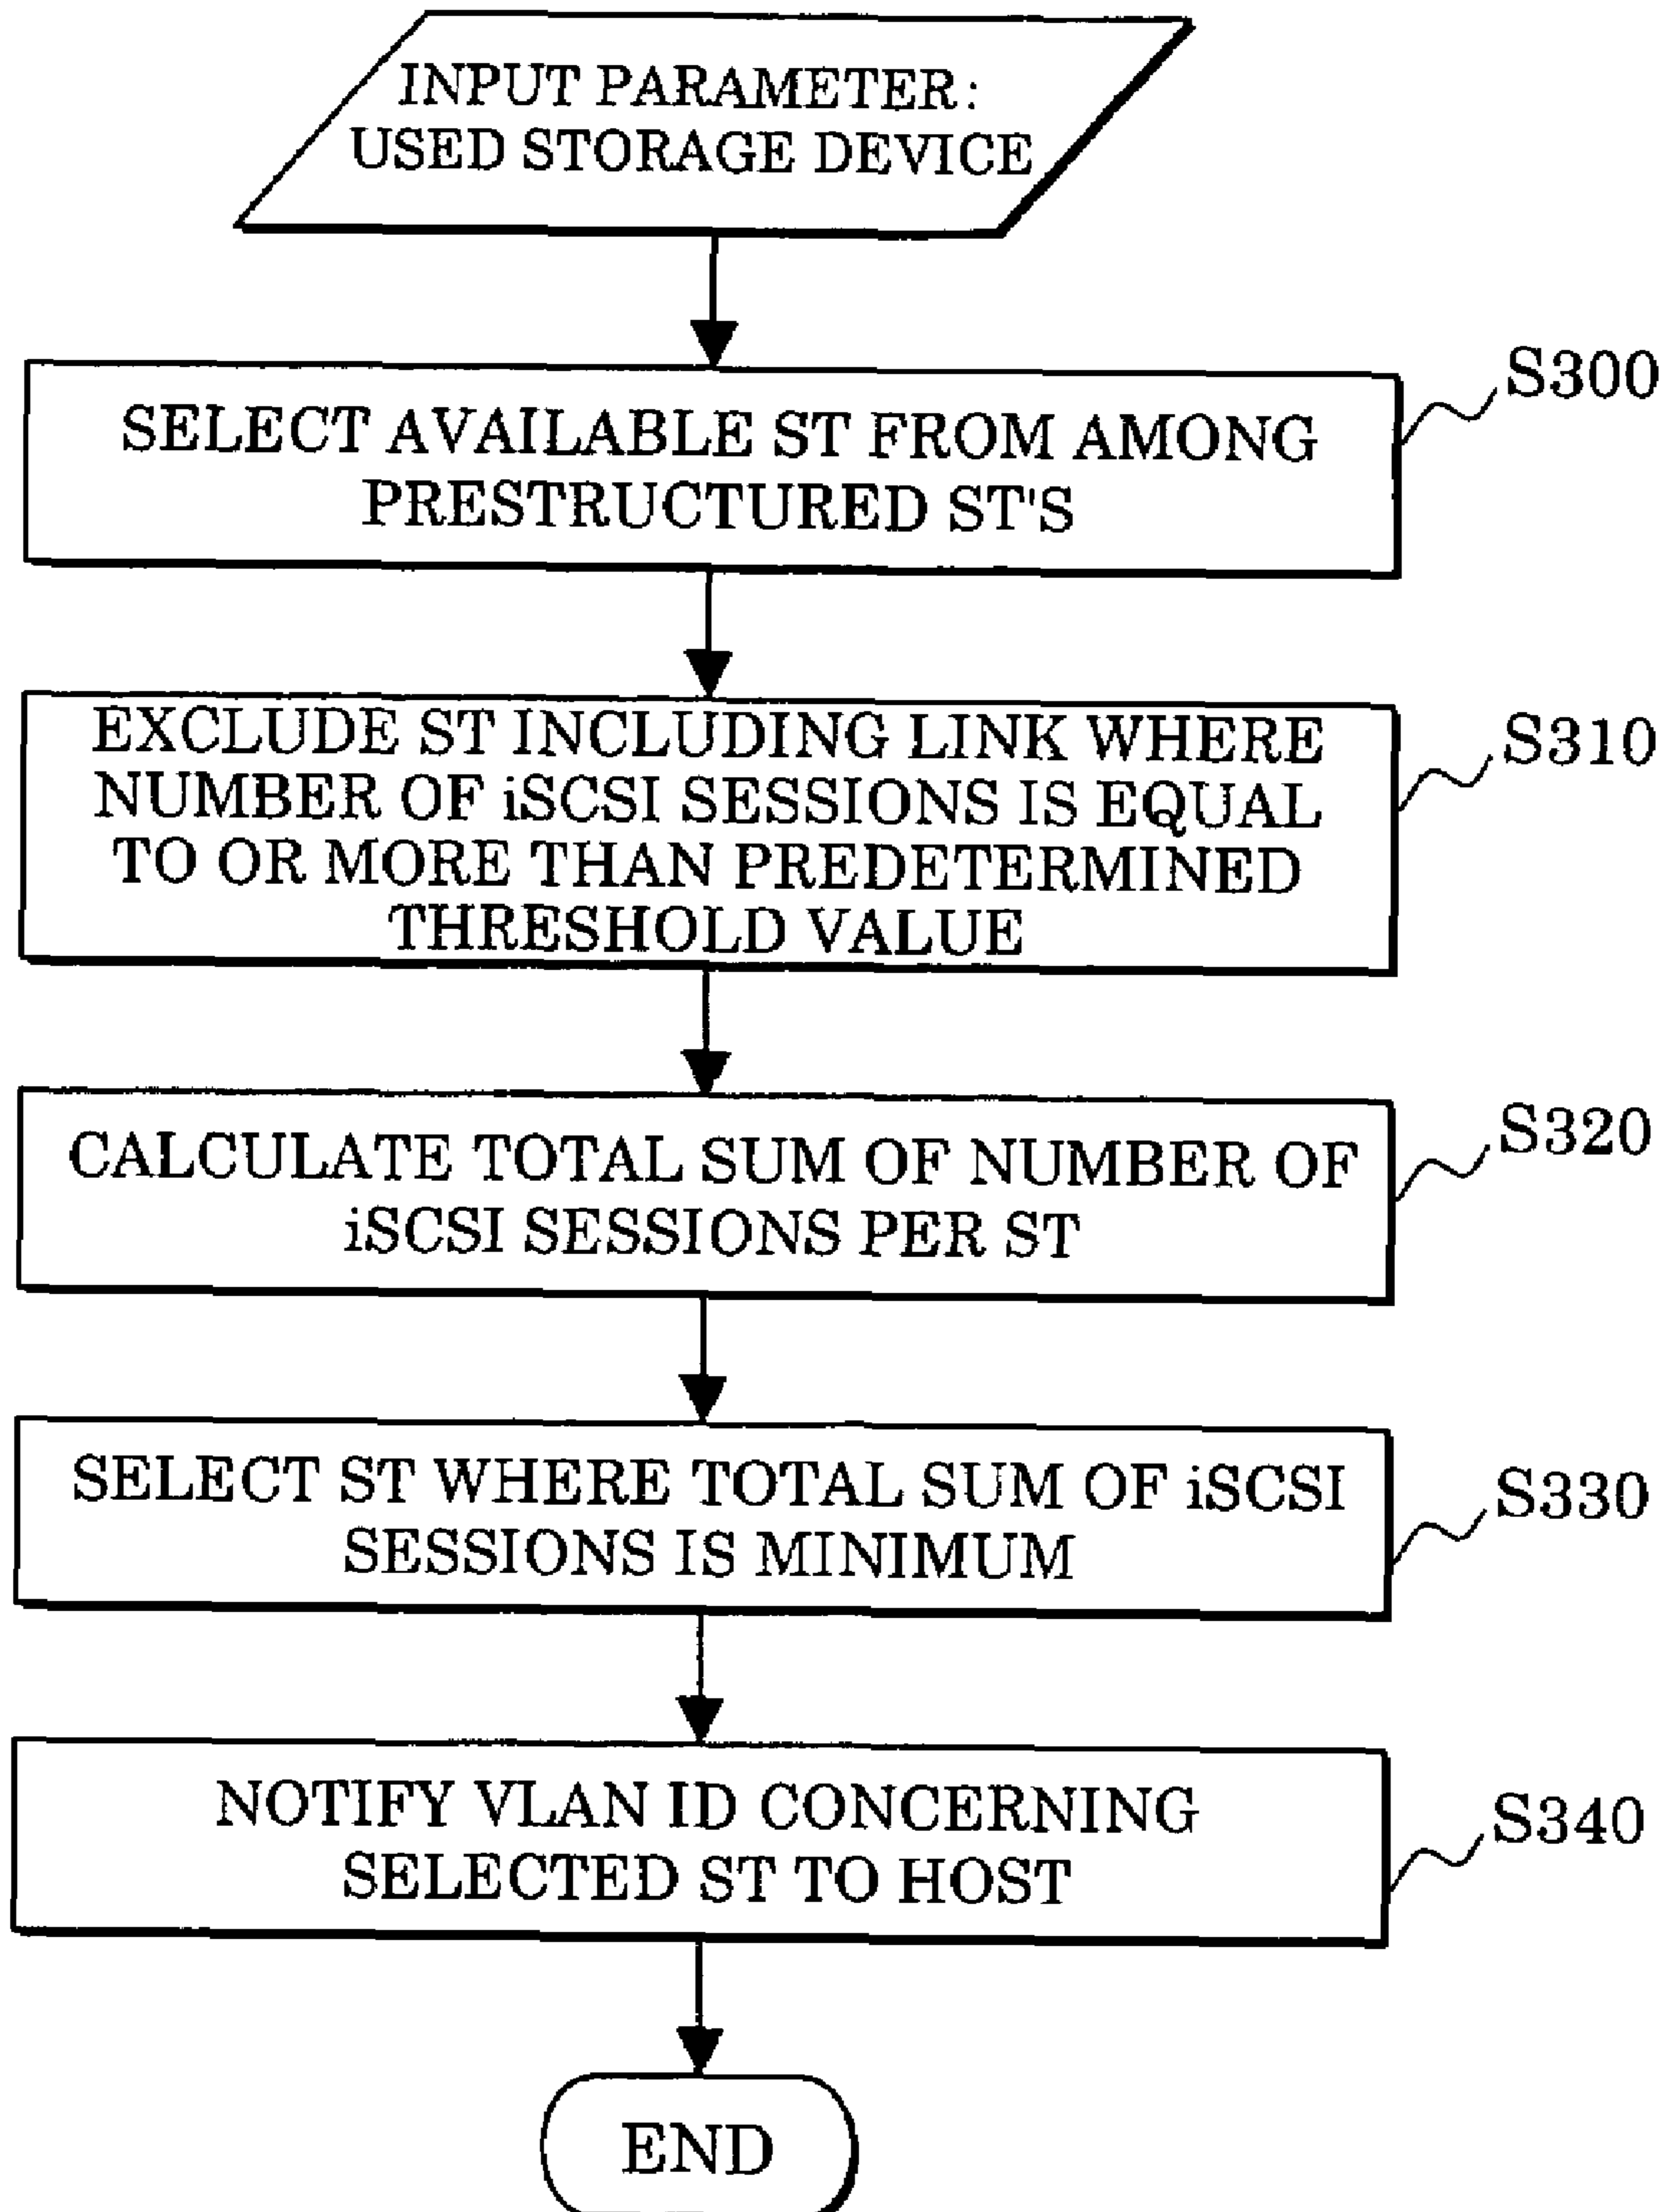 INPUT PARAMETER:
USED STORAGE DEVICE
S300
SELECT AVAILABLE ST FROM AMONG
PRESTRUCTURED ST'S
S310
EXCLUDE ST INCLUDING LINK WHERE
NUMBER OF iSCSI SESSIONS IS EQUAL
TO OR MORE THAN PREDETERMINED
THRESHOLD VALUE
S320
CALCULATE TOTAL SUM OF NUMBER OF
iSCSI SESSIONS PER ST
S330
SELECT ST WHERE TOTAL SUM OF iSCSI
SESSIONS IS MINIMUM
S340
NOTIFY VLAN ID CONCERNING
SELECTED ST TO HOST
END